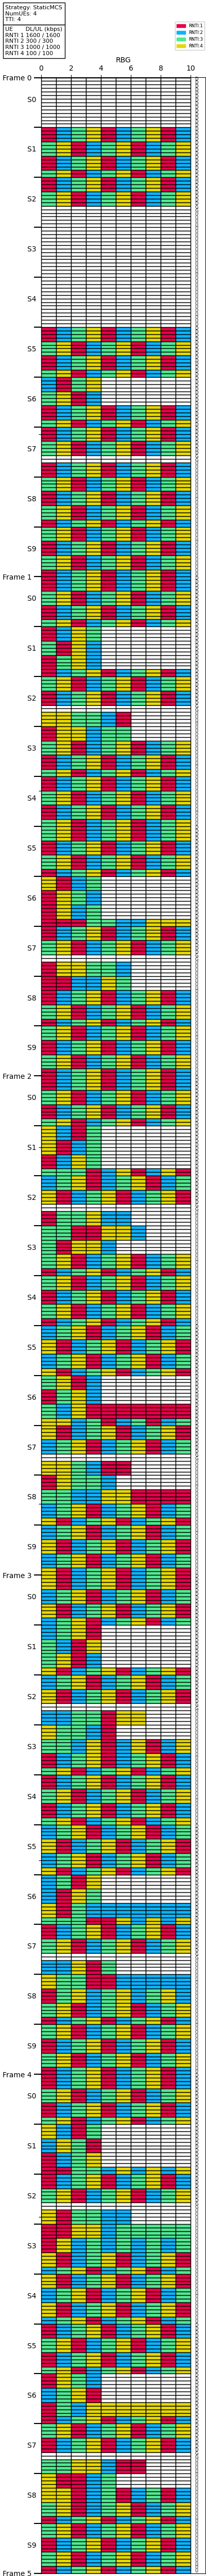 Strategy: StaticMCS
NumUEs: 4
TTI: 4
UE DL/UL (kbps)
RNTI 1 1600 / 1600
RNTI 2 300 / 300
RNTI 3 1000 / 1000
RNTI 4 100 / 100
RBG
RNTI 1
RNTI 2
RNTI 3
RNTI 4
0 2 4 6 8 10
Frame 0
S0
S1
S2
S3
S4
S5
S6
S7
S8
S9
Frame 1
S0
S1
S2
S3
S4
S5
S6
S7
S8
S9
Frame 2
S0
S1
S2
S3
S4
S5
S6
S7
S8
S9
Frame 3
S0
S1
S2
S3
S4
S5
S6
S7
S8
S9
Frame 4
S0
S1
S2
S3
S4
S5
S6
S7
S8
S9
Frame 5